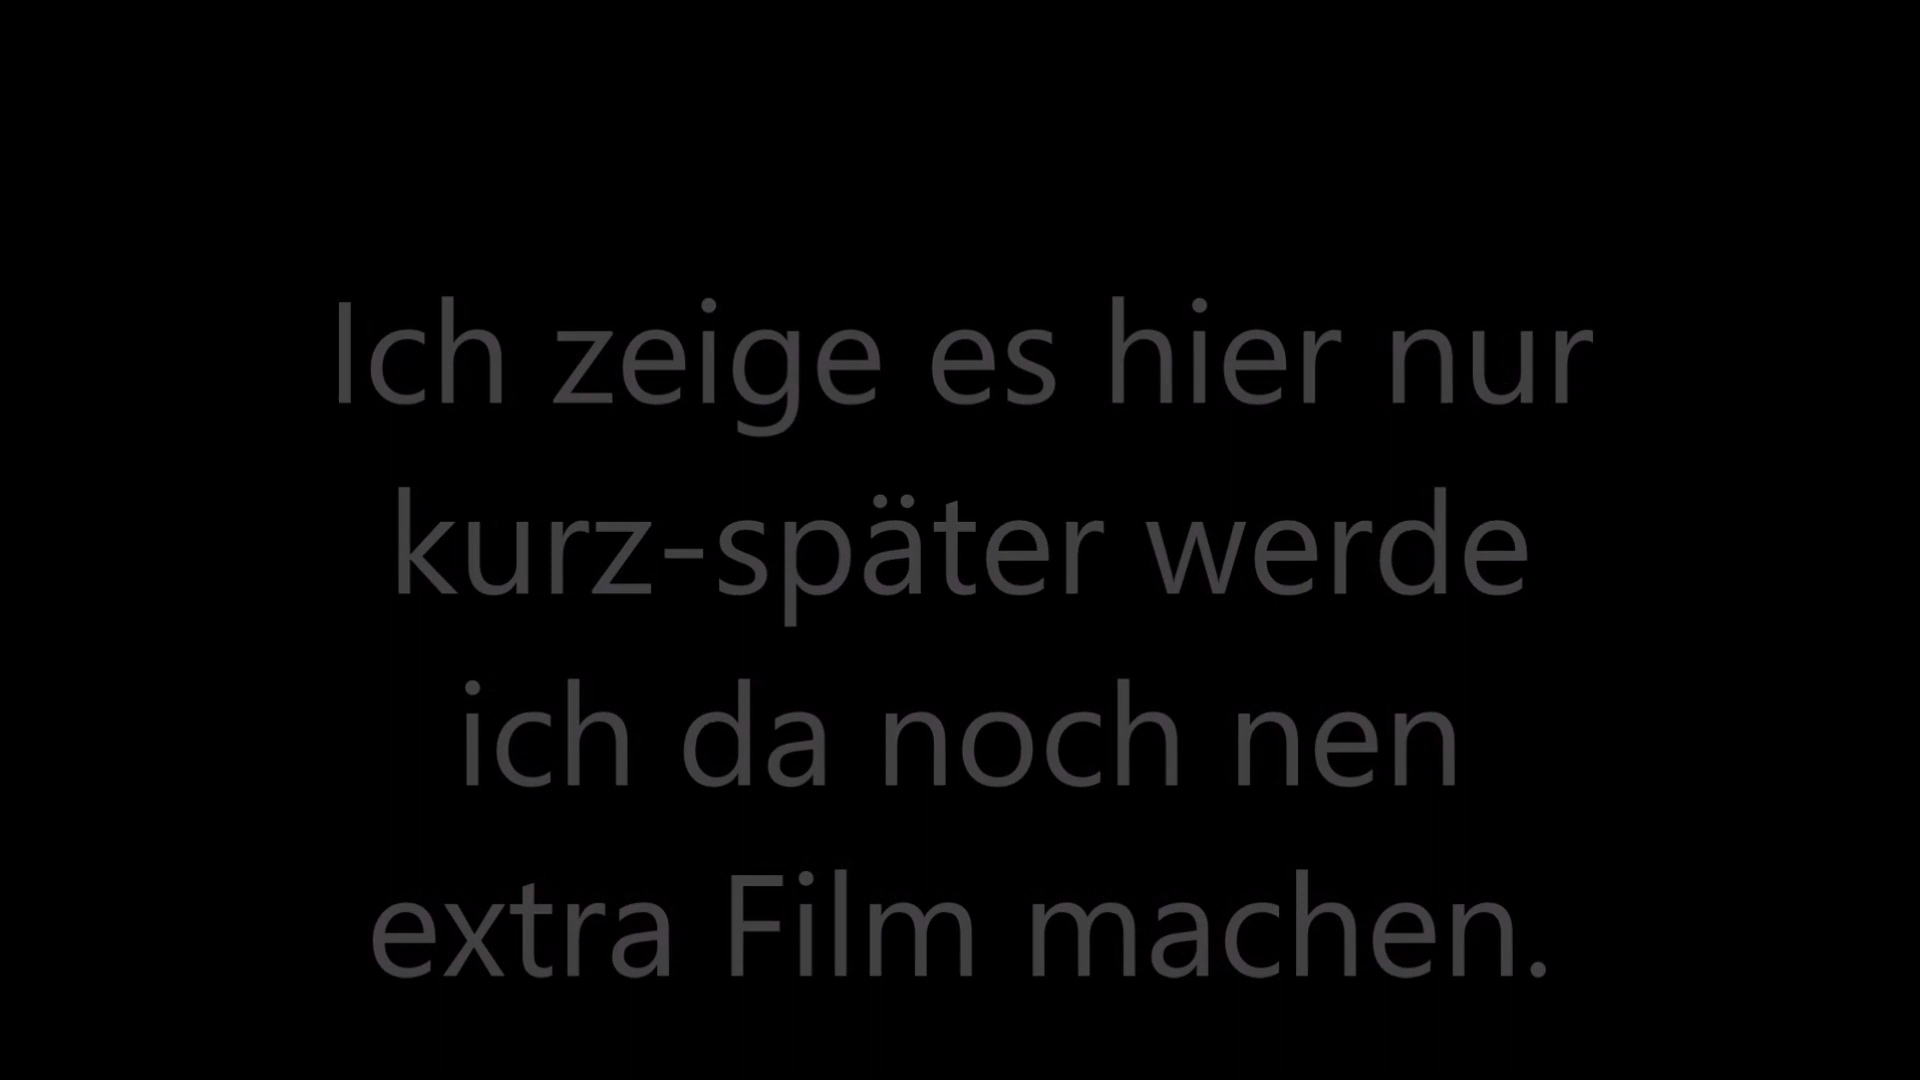 Ich zeige es hier nur
kurz-später werde
ich da noch nen
extra Film machen.